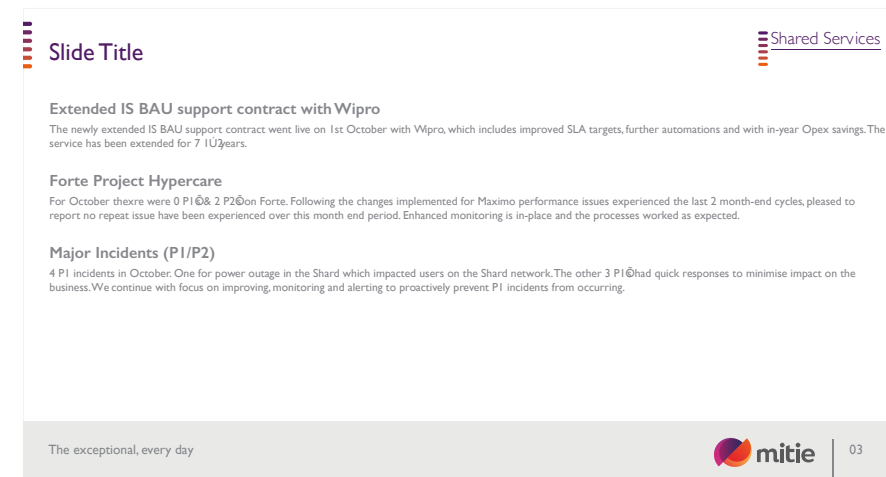 Slide Title
Shared Services
Extended IS BAU support contract with Wipro
The newly extended IS BAU support contract went live on 1st October with Wipro, which includes improved SLA targets, further automations and with in-year Opex savings. The
service has been extended for 7 1Ú2years.
Forte Project Hypercare
For October thexre were 0 P1Õ& 2 P2Õon Forte. Following the changes implemented for Maximo performance issues experienced the last 2 month-end cycles, pleased to
report no repeat issue have been experienced over this month end period. Enhanced monitoring is in-place and the processes worked as expected.
Major Incidents (P1/P2)
4 P1 incidents in October. One for power outage in the Shard which impacted users on the Shard network. The other 3 P1Õhad quick responses to minimise impact on the
business. We continue with focus on improving, monitoring and alerting to proactively prevent P1 incidents from occurring.
The exceptional, every day
mitie
03